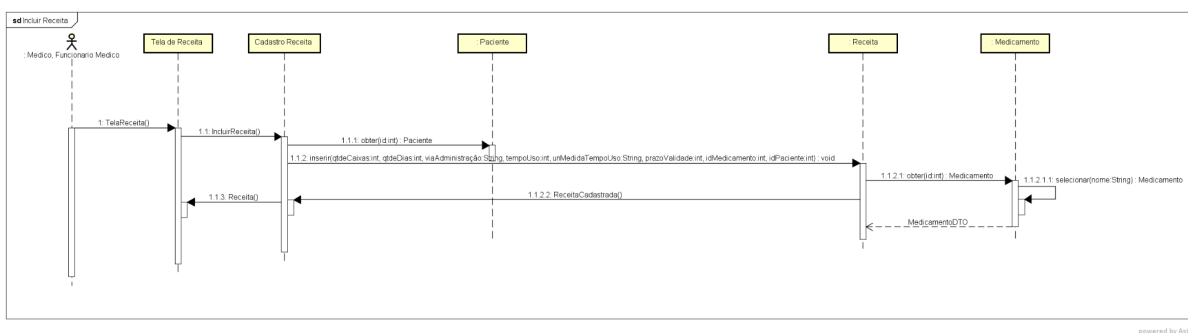 sd Incluir Receita
: Medico, Funcionario Medico
Tela de Receita
Cadastro Receita
: Paciente
Receita
Medicamento
1: TelaReceita()
1.1: IncluirReceita()
1.1.1: obter(id:int) : Paciente
1.1.2: inserir(qtdeCaixas:int, qtdeDias:int, viaAdministração:String, tempoUso:int, unMedidaTempoUso:String, prazoValidade:int, idMedicamento:int, idPaciente:int) : void
1.1.2.1: obter(id:int) : Medicamento
1.1.2.1.1: selecionar(nome:String) : Medicamento
1.1.2.2: ReceitaCadastrada()
1.1.3: Receita()
MedicamentoDTO
powered by Ast